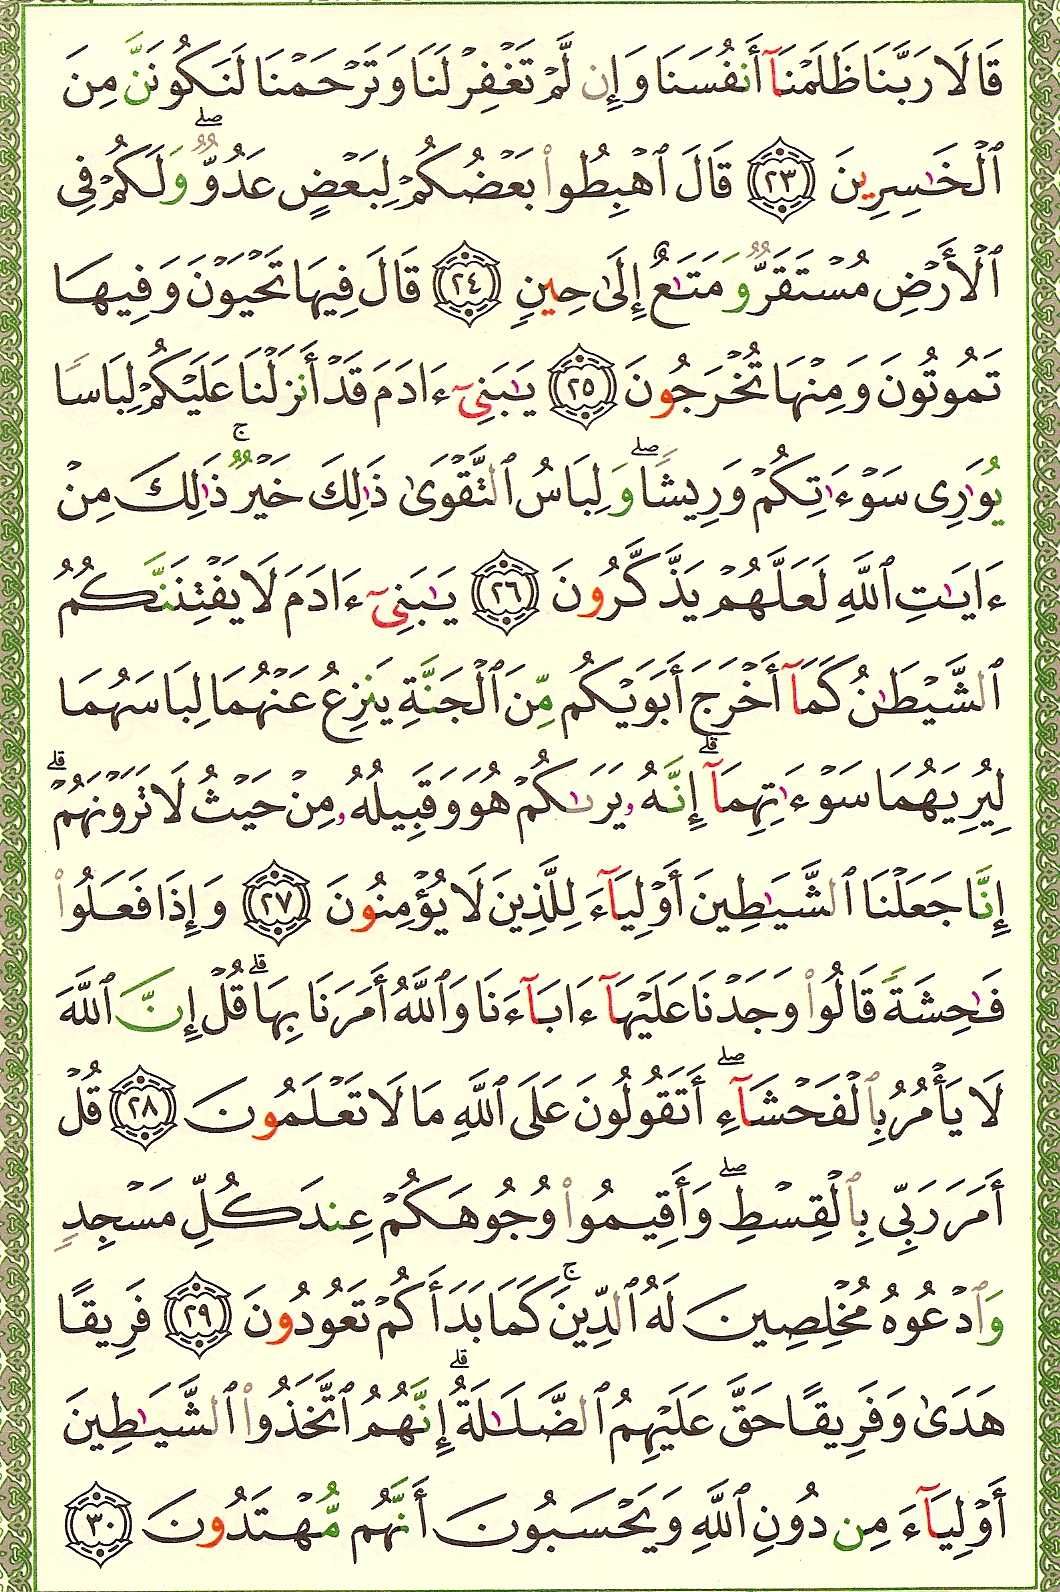 قَالَا رَبَّنَا ظَلَمْنَآ أَنفُسَنَا وَإِن لَّمْ تَغْفِرْ لَنَا وَتَرْحَمْنَا لَنَكُونَنَّ مِنَ
ٱلْخَٰسِرِينَ ٢٣ قَالَ ٱهْبِطُوا۟ بَعْضُكُمْ لِبَعْضٍ عَدُوٌّ ۖ وَلَكُمْ فِى
ٱلْأَرْضِ مُسْتَقَرٌّ وَمَتَٰعٌ إِلَىٰ حِينٍ ٢٤ قَالَ فِيهَا تَحْيَوْنَ وَفِيهَا
تَمُوتُونَ وَمِنْهَا تُخْرَجُونَ ٢٥ يَٰبَنِىٓ ءَادَمَ قَدْ أَنزَلْنَا عَلَيْكُمْ لِبَاسًا
يُوَٰرِى سَوْءَٰتِكُمْ وَرِيشًا ۖ وَلِبَاسُ ٱلتَّقْوَىٰ ذَٰلِكَ خَيْرٌ ۚ ذَٰلِكَ مِنْ
ءَايَٰتِ ٱللَّهِ لَعَلَّهُمْ يَذَّكَّرُونَ ٢٦ يَٰبَنِىٓ ءَادَمَ لَا يَفْتِنَنَّكُمُ
ٱلشَّيْطَٰنُ كَمَآ أَخْرَجَ أَبَوَيْكُم مِّنَ ٱلْجَنَّةِ يَنزِعُ عَنْهُمَا لِبَاسَهُمَا
لِيُرِيَهُمَا سَوْءَٰتِهِمَآ ۗ إِنَّهُۥ يَرَىٰكُمْ هُوَ وَقَبِيلُهُۥ مِنْ حَيْثُ لَا تَرَوْنَهُمْ ۗ
إِنَّا جَعَلْنَا ٱلشَّيَٰطِينَ أَوْلِيَآءَ لِلَّذِينَ لَا يُؤْمِنُونَ ٢٧ وَإِذَا فَعَلُوا۟
فَٰحِشَةً قَالُوا۟ وَجَدْنَا عَلَيْهَآ ءَابَآءَنَا وَٱللَّهُ أَمَرَنَا بِهَا ۗ قُلْ إِنَّ ٱللَّهَ
لَا يَأْمُرُ بِٱلْفَحْشَآءِ ۖ أَتَقُولُونَ عَلَى ٱللَّهِ مَا لَا تَعْلَمُونَ ٢٨ قُلْ
أَمَرَ رَبِّى بِٱلْقِسْطِ ۖ وَأَقِيمُوا۟ وُجُوهَكُمْ عِندَ كُلِّ مَسْجِدٍ
وَٱدْعُوهُ مُخْلِصِينَ لَهُ ٱلدِّينَ ۚ كَمَا بَدَأَكُمْ تَعُودُونَ ٢٩ فَرِيقًا
هَدَىٰ وَفَرِيقًا حَقَّ عَلَيْهِمُ ٱلضَّلَٰلَةُ ۗ إِنَّهُمُ ٱتَّخَذُوا۟ ٱلشَّيَٰطِينَ
أَوْلِيَآءَ مِن دُونِ ٱللَّهِ وَيَحْسَبُونَ أَنَّهُم مُّهْتَدُونَ ٣٠